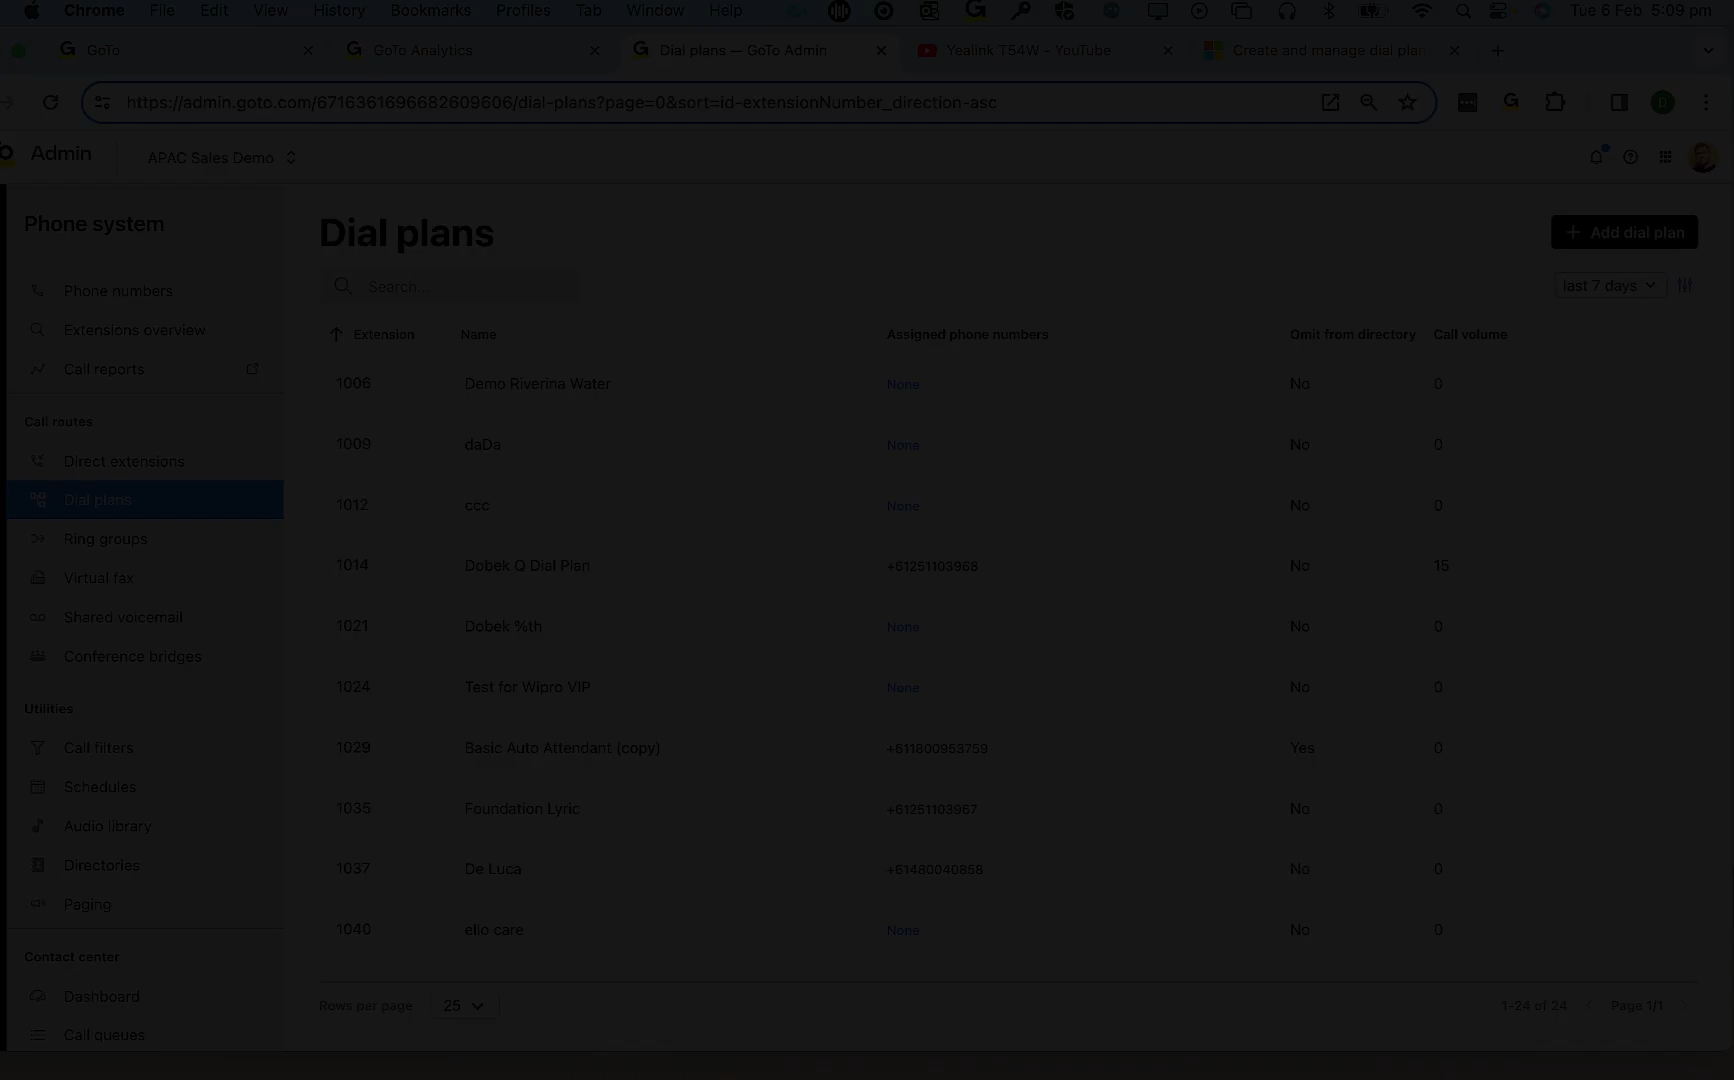 Chrome File Edit View History Bookmarks Profiles Tab Window Help Tue 6 Feb 5:09 pm
GoTo
GoTo Analytics
Dial plans — GoTo Admin
Yealink T54W - YouTube
Create and manage dial plan
https://admin.goto.com/6716361696682609606/dial-plans?page=0&sort=id-extensionNumber_direction-asc
D
Admin
APAC Sales Demo
Phone system
Phone numbers
Extensions overview
Call reports
Call routes
Direct extensions
Dial plans
Ring groups
Virtual fax
Shared voicemail
Conference bridges
Utilities
Call filters
Schedules
Audio library
Directories
Paging
Contact center
Dashboard
Call queues
Dial plans
+ Add dial plan
Search...
last 7 days
Extension Name Assigned phone numbers Omit from directory Call volume
1006 Demo Riverina Water None No 0
1009 daDa None No 0
1012 ccc None No 0
1014 Dobek Q Dial Plan +61251103968 No 15
1021 Dobek %th None No 0
1024 Test for Wipro VIP None No 0
1029 Basic Auto Attendant (copy) +611800953759 Yes 0
1035 Foundation Lyric +61251103967 No 0
1037 De Luca +61480040858 No 0
1040 elio care None No 0
Rows per page 25
1-24 of 24 Page 1/1